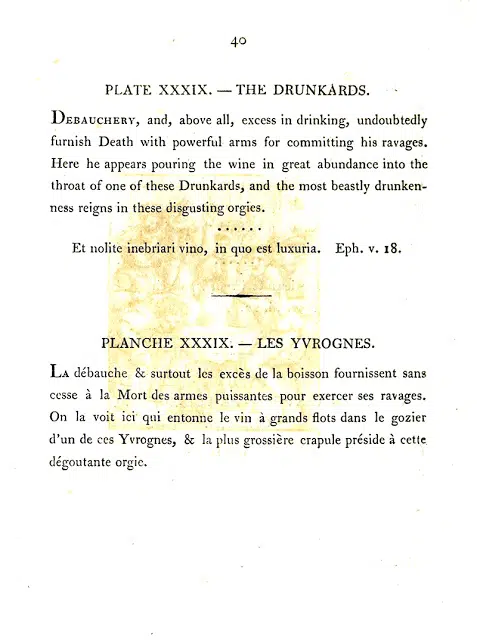 40
PLATE XXXIX. — THE DRUNKARDS.
DEBAUCHERY, and, above all, excess in drinking, undoubtedly
furnish Death with powerful arms for committing his ravages.
Here he appears pouring the wine in great abundance into the
throat of one of these Drunkards, and the most beastly drunken-
ness reigns in these disgusting orgies.
......
Et nolite inebriari vino, in quo est luxuria. Eph. v. 18.
PLANCHE XXXIX. — LES YVROGNES.
LA débauche & surtout les excès de la boisson fournissent sans
cesse à la Mort des armes puissantes pour exercer ses ravages.
On la voit ici qui entonne le vin à grands flots dans le gozier
d'un de ces Yvrognes, & la plus grossière crapule préside à cette
dégoutante orgie.